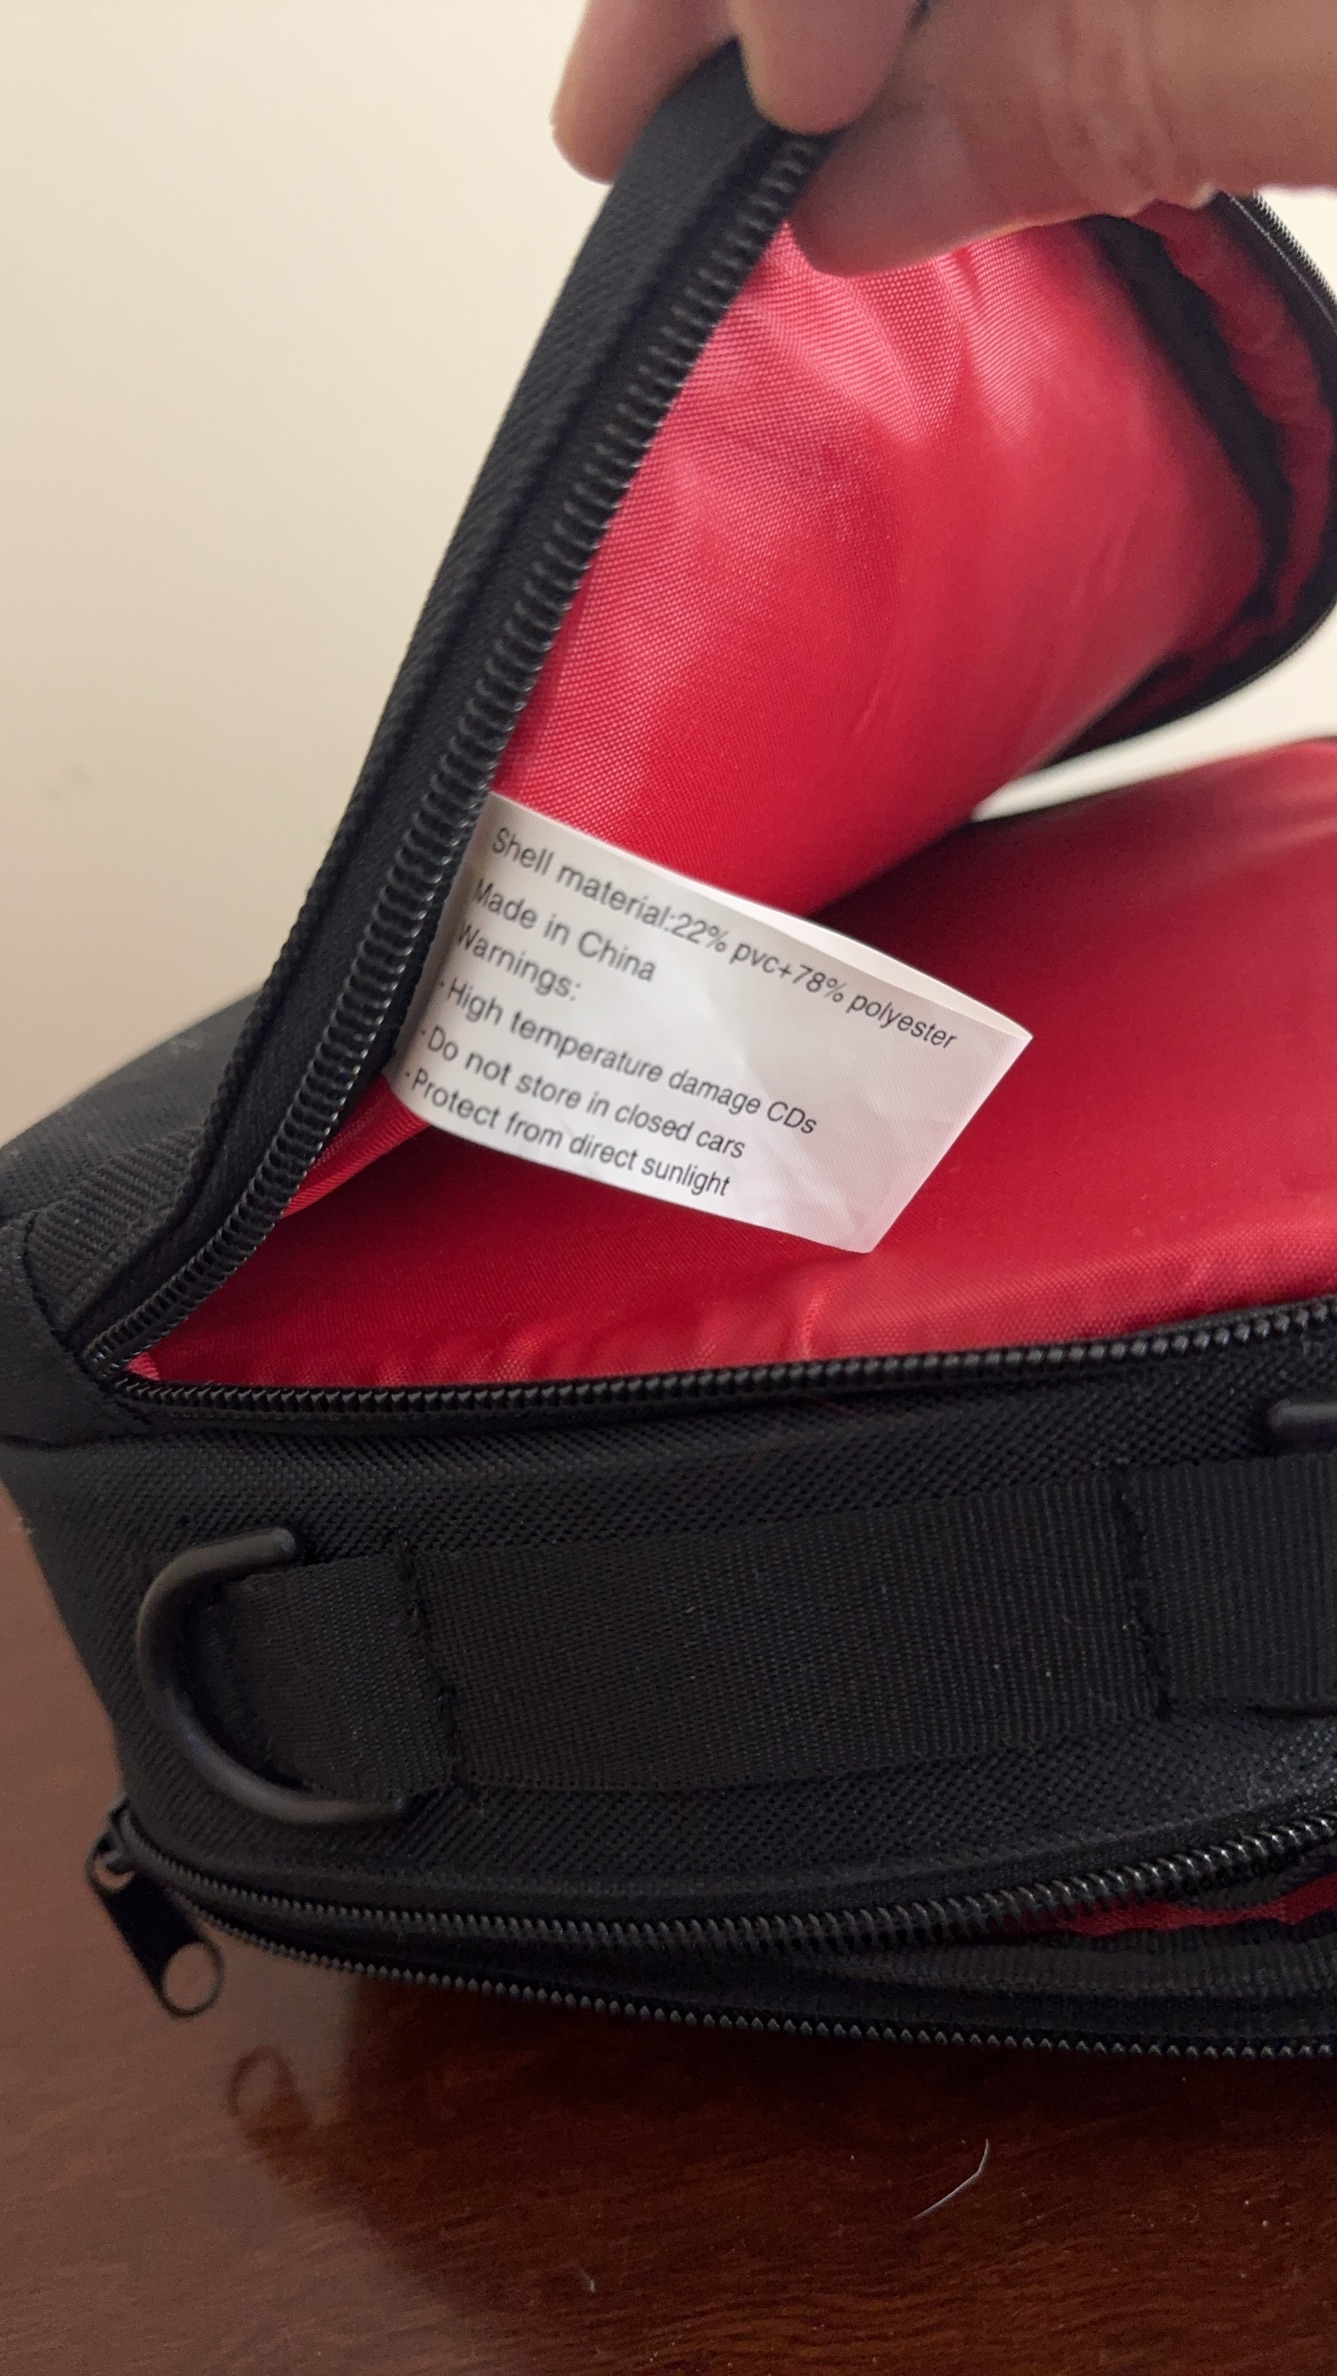 Shell material:22% pvc+78% polyester
Made in China
Warnings:
· High temperature damage CDs
· Do not store in closed cars
· Protect from direct sunlight